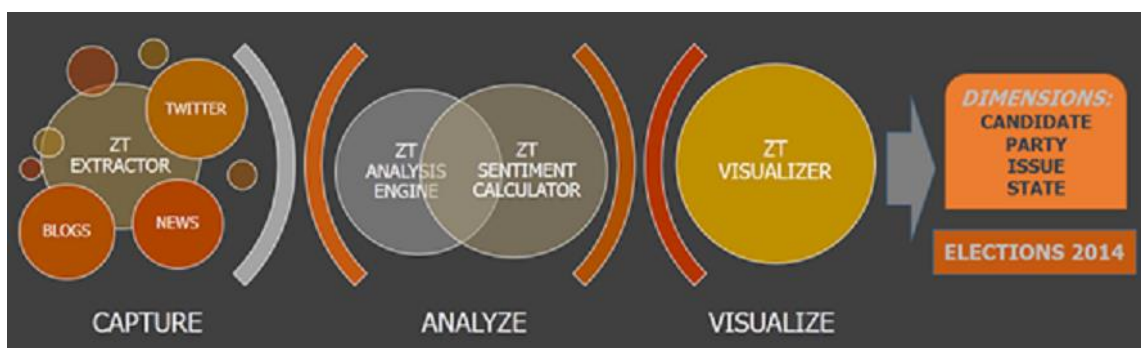 TWITTER
ZT
EXTRACTOR
BLOGS
NEWS
CAPTURE
ZT
ANALYSIS
ENGINE
ZT
SENTIMENT
CALCULATOR
ANALYZE
ZT
VISUALIZER
VISUALIZE
DIMENSIONS:
CANDIDATE
PARTY
ISSUE
STATE
ELECTIONS 2014